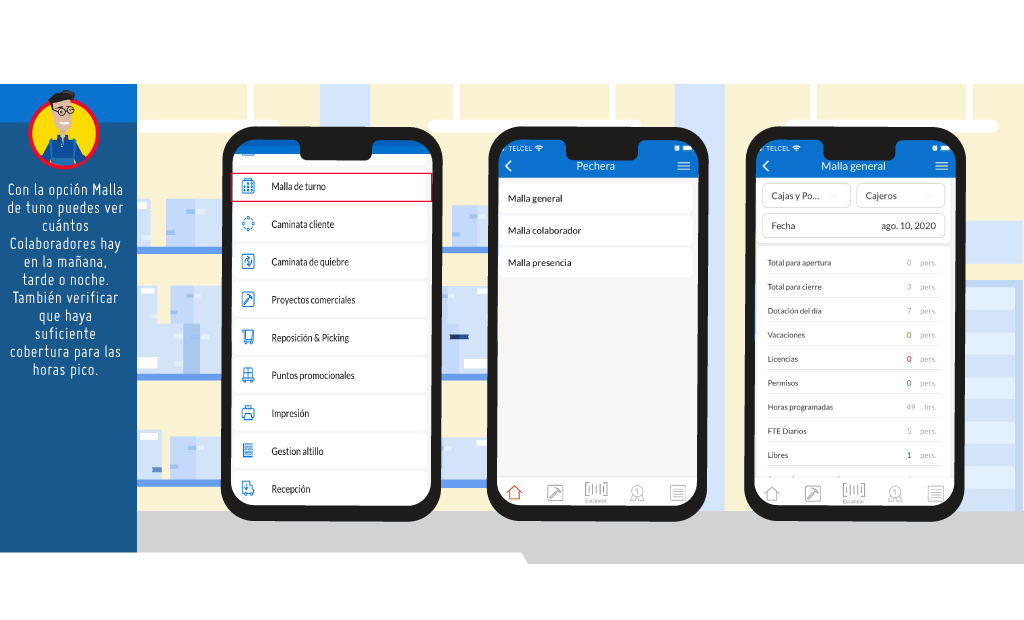 Con la opción Malla
de tuno puedes ver
cuántos
Colaboradores hay
en la mañana,
tarde o noche.
También verificar
que haya
suficiente
cobertura para las
horas pico.
Malla de turno
Caminata cliente
Caminata de quiebre
Proyectos comerciales
Reposición & Picking
Puntos promocionales
Impresión
Gestion altillo
Recepción
TELCEL
Pechera
Malla general
Malla colaborador
Malla presencia
Escanear
TELCEL
Malla general
Cajas y Po... Cajeros
Fecha ago. 10, 2020
Total para apertura 0 pers.
Total para cierre 3 pers.
Dotación del día 7 pers.
Vacaciones 0 pers.
Licencias 0 pers.
Permisos 0 pers.
Horas programadas 49 hrs.
FTE Diarios 5 pers.
Libres 1 pers.
Escanear